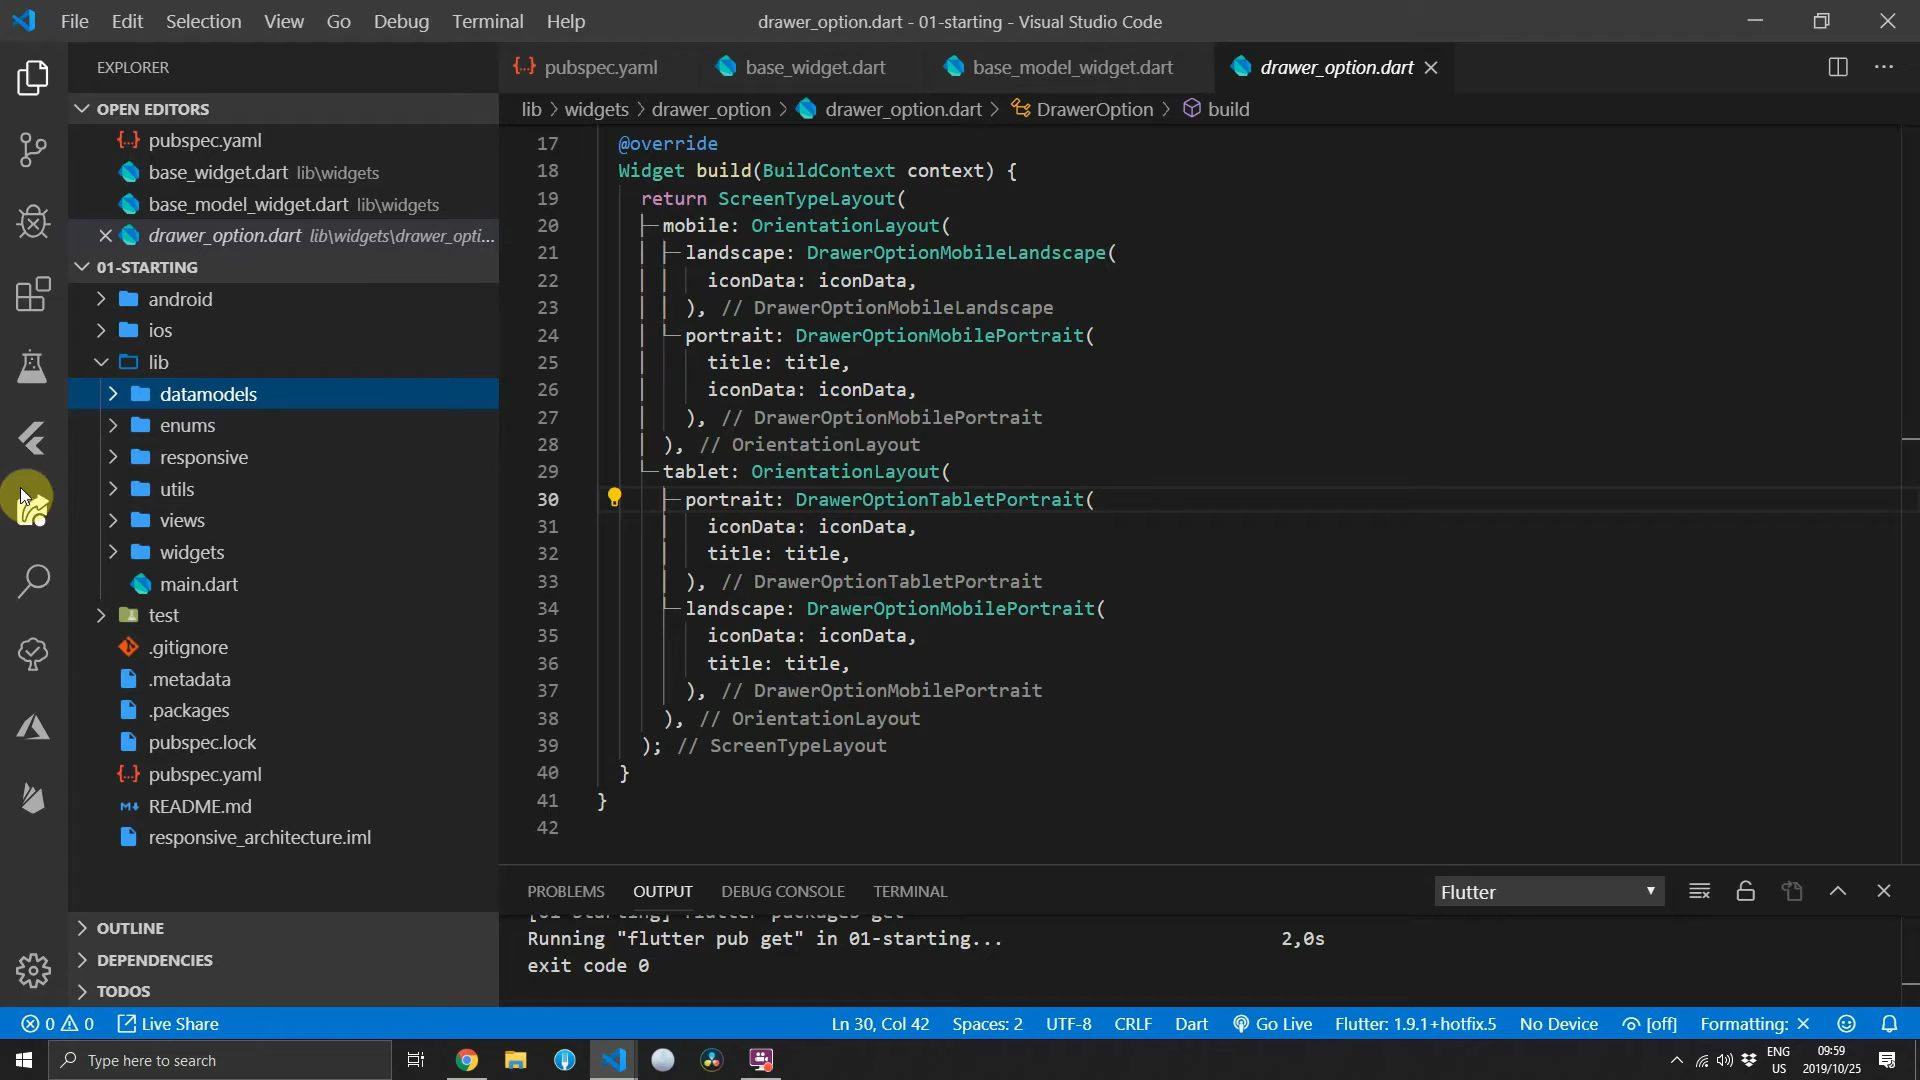 File Edit Selection View Go Debug Terminal Help
drawer_option.dart - 01-starting - Visual Studio Code
EXPLORER
OPEN EDITORS
pubspec.yaml
base_widget.dart lib\widgets
base_model_widget.dart lib\widgets
drawer_option.dart lib\widgets\drawer_opti...
01-STARTING
android
ios
lib
datamodels
enums
responsive
utils
views
widgets
main.dart
test
.gitignore
.metadata
.packages
pubspec.lock
pubspec.yaml
README.md
responsive_architecture.iml
OUTLINE
DEPENDENCIES
TODOS
pubspec.yaml base_widget.dart base_model_widget.dart drawer_option.dart
lib > widgets > drawer_option > drawer_option.dart > DrawerOption > build
17 @override
18 Widget build(BuildContext context) {
19 return ScreenTypeLayout(
20 mobile: OrientationLayout(
21 landscape: DrawerOptionMobileLandscape(
22 iconData: iconData,
23 ), // DrawerOptionMobileLandscape
24 portrait: DrawerOptionMobilePortrait(
25 title: title,
26 iconData: iconData,
27 ), // DrawerOptionMobilePortrait
28 ), // OrientationLayout
29 tablet: OrientationLayout(
30 portrait: DrawerOptionTabletPortrait(
31 iconData: iconData,
32 title: title,
33 ), // DrawerOptionTabletPortrait
34 landscape: DrawerOptionMobilePortrait(
35 iconData: iconData,
36 title: title,
37 ), // DrawerOptionMobilePortrait
38 ), // OrientationLayout
39 ); // ScreenTypeLayout
40 }
41 }
42
PROBLEMS OUTPUT DEBUG CONSOLE TERMINAL
Flutter
[01-starting] flutter packages get
Running "flutter pub get" in 01-starting... 2,0s
exit code 0
0 0 Live Share
Ln 30, Col 42 Spaces: 2 UTF-8 CRLF Dart Go Live Flutter: 1.9.1+hotfix.5 No Device [off] Formatting: ×
Type here to search
ENG
US
09:59
2019/10/25